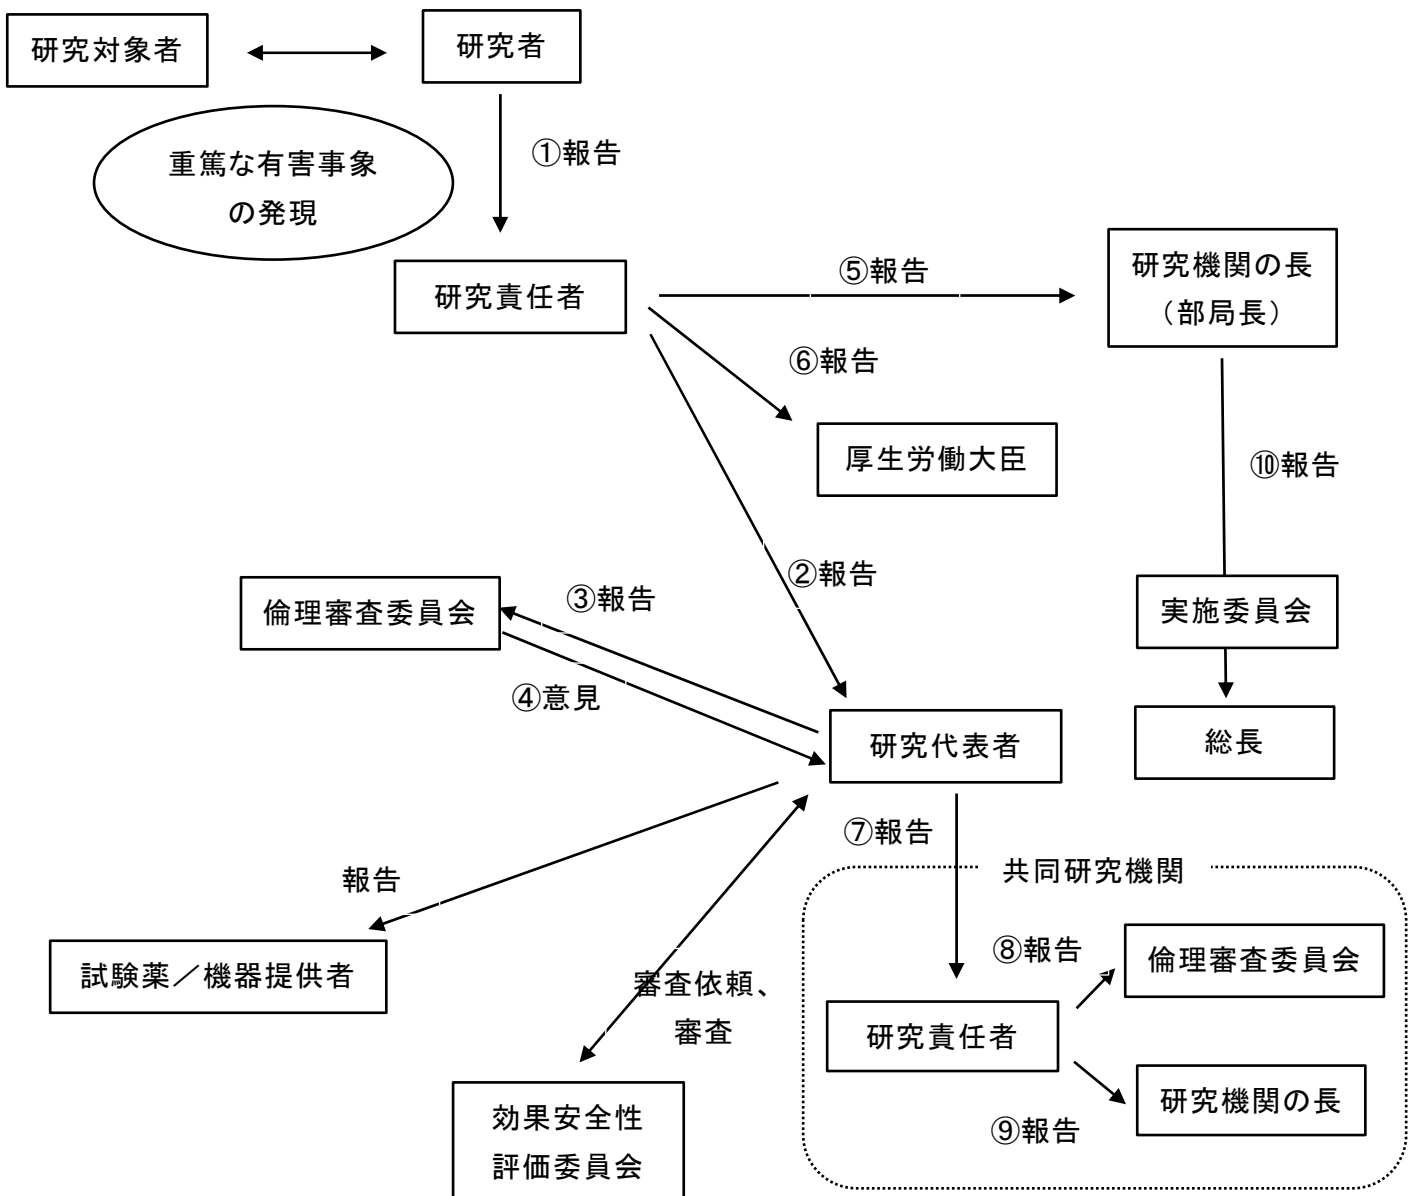 研究対象者
研究者
重篤な有害事象
の発現
①報告
研究責任者
⑤報告
研究機関の長
（部局長）
⑥報告
厚生労働大臣
⑩報告
②報告
③報告
倫理審査委員会
④意見
実施委員会
研究代表者
総長
⑦報告
共同研究機関
報告
試験薬／機器提供者
審査依頼、
審査
⑧報告
倫理審査委員会
研究責任者
⑨報告
研究機関の長
効果安全性
評価委員会